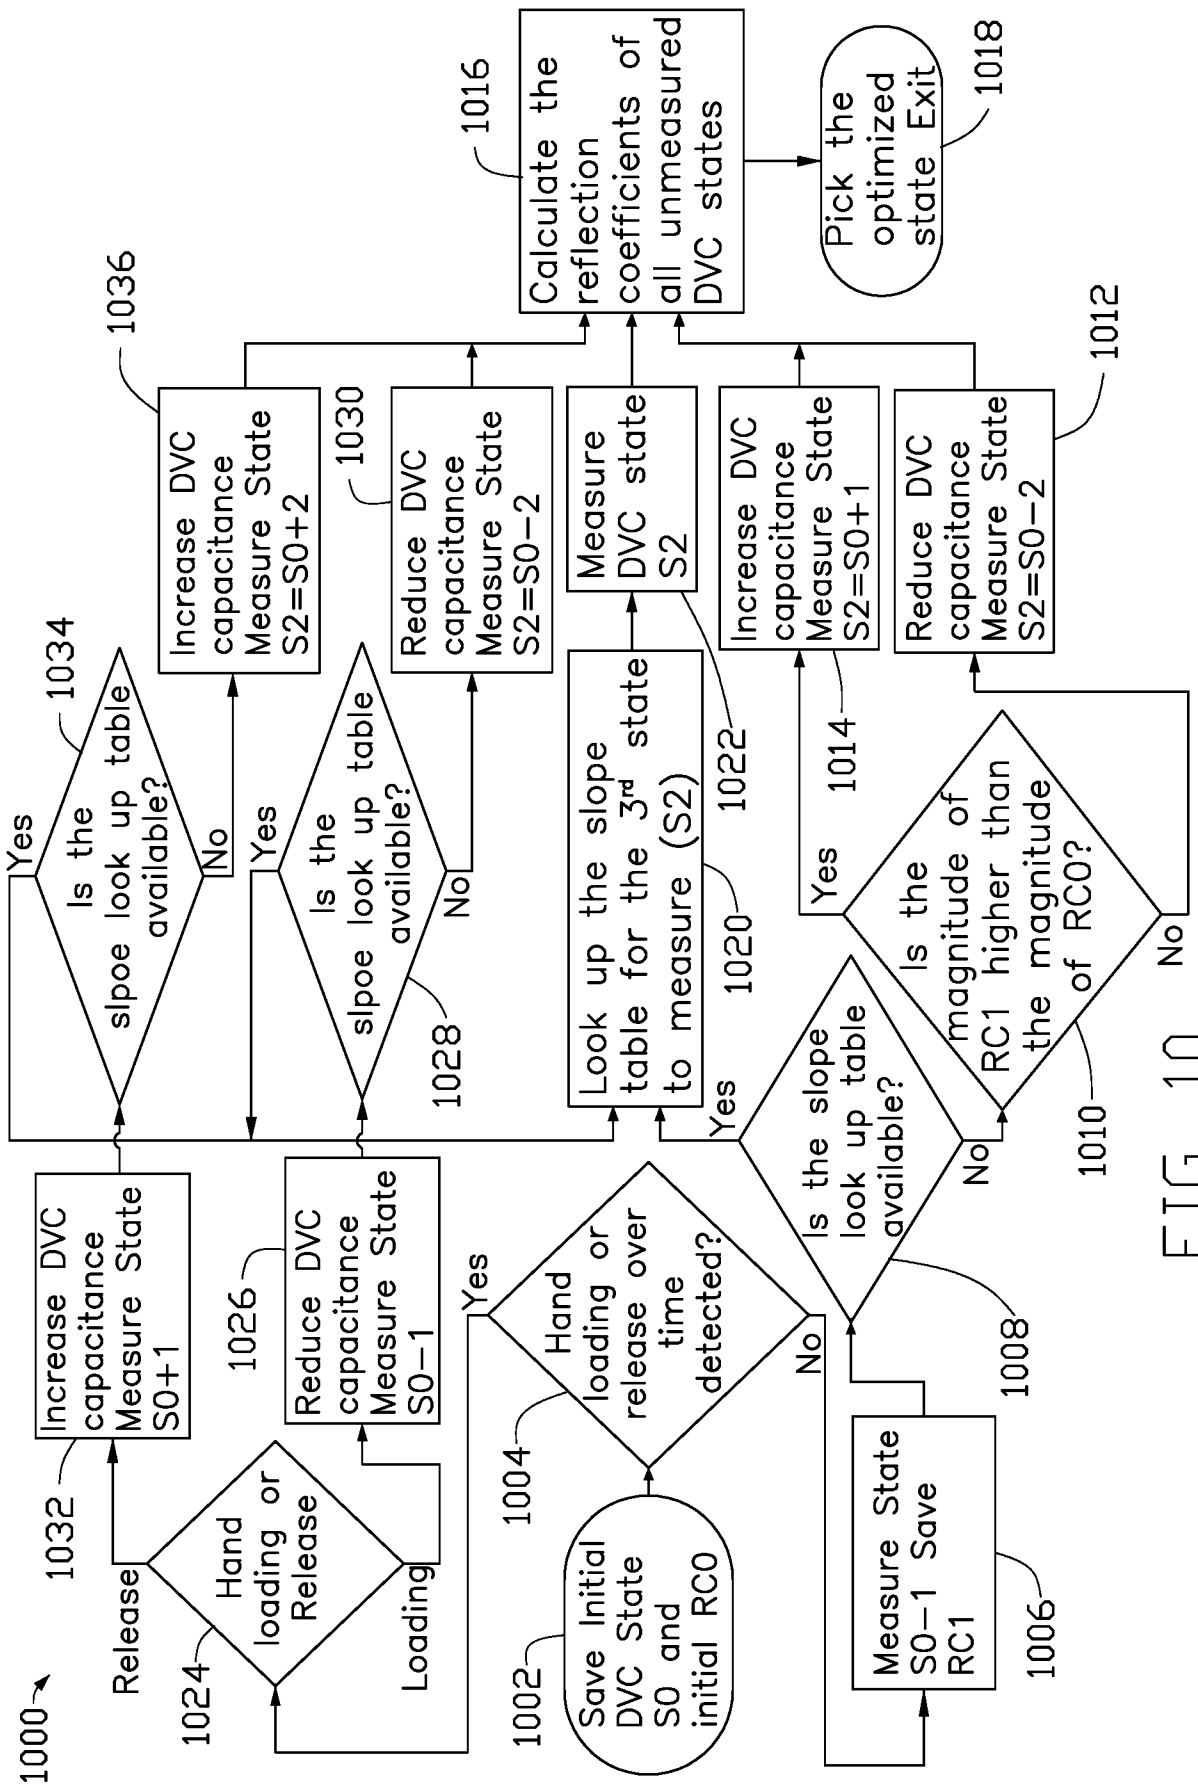 1000
1002
Save Initial
DVC State
S0 and
initial RC0
1004
Hand
loading or
release over
time
detected?
Yes
No
1024
Hand
loading or
Release
Release
Loading
1032
Increase DVC
capacitance
Measure State
S0+1
1026
Reduce DVC
capacitance
Measure State
S0-1
1006
Measure State
S0-1 Save
RC1
1034
Is the
slpoe look up table
available?
Yes
No
1028
Is the
slpoe look up table
available?
Yes
No
1008
Is the slope
look up table
available?
Yes
No
1020
Look up the slope
table for the 3rd state
to measure (S2)
1010
Is the
magnitude of
RC1 higher than
the magnitude
of RC0?
Yes
No
1036
Increase DVC
capacitance
Measure State
S2=S0+2
1030
Reduce DVC
capacitance
Measure State
S2=S0-2
1022
Measure
DVC state
S2
1014
Increase DVC
capacitance
Measure State
S2=S0+1
1012
Reduce DVC
capacitance
Measure State
S2=S0-2
1016
Calculate the
reflection
coefficients of
all unmeasured
DVC states
1018
Pick the
optimized
state Exit
FIG. 10